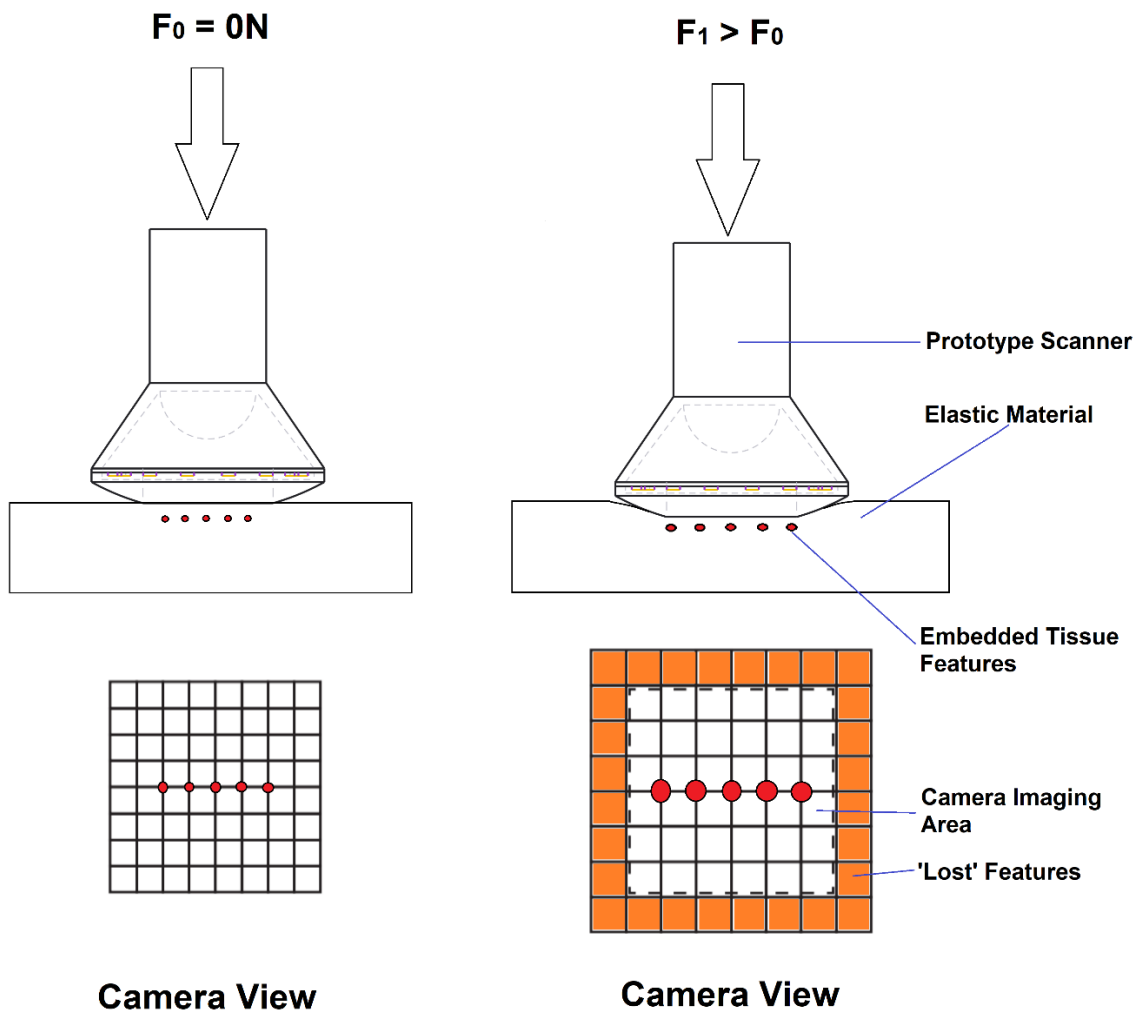 F₀ = 0N
F₁ > F₀
Prototype Scanner
Elastic Material
Embedded Tissue
Features
Camera Imaging
Area
'Lost' Features
Camera View
Camera View